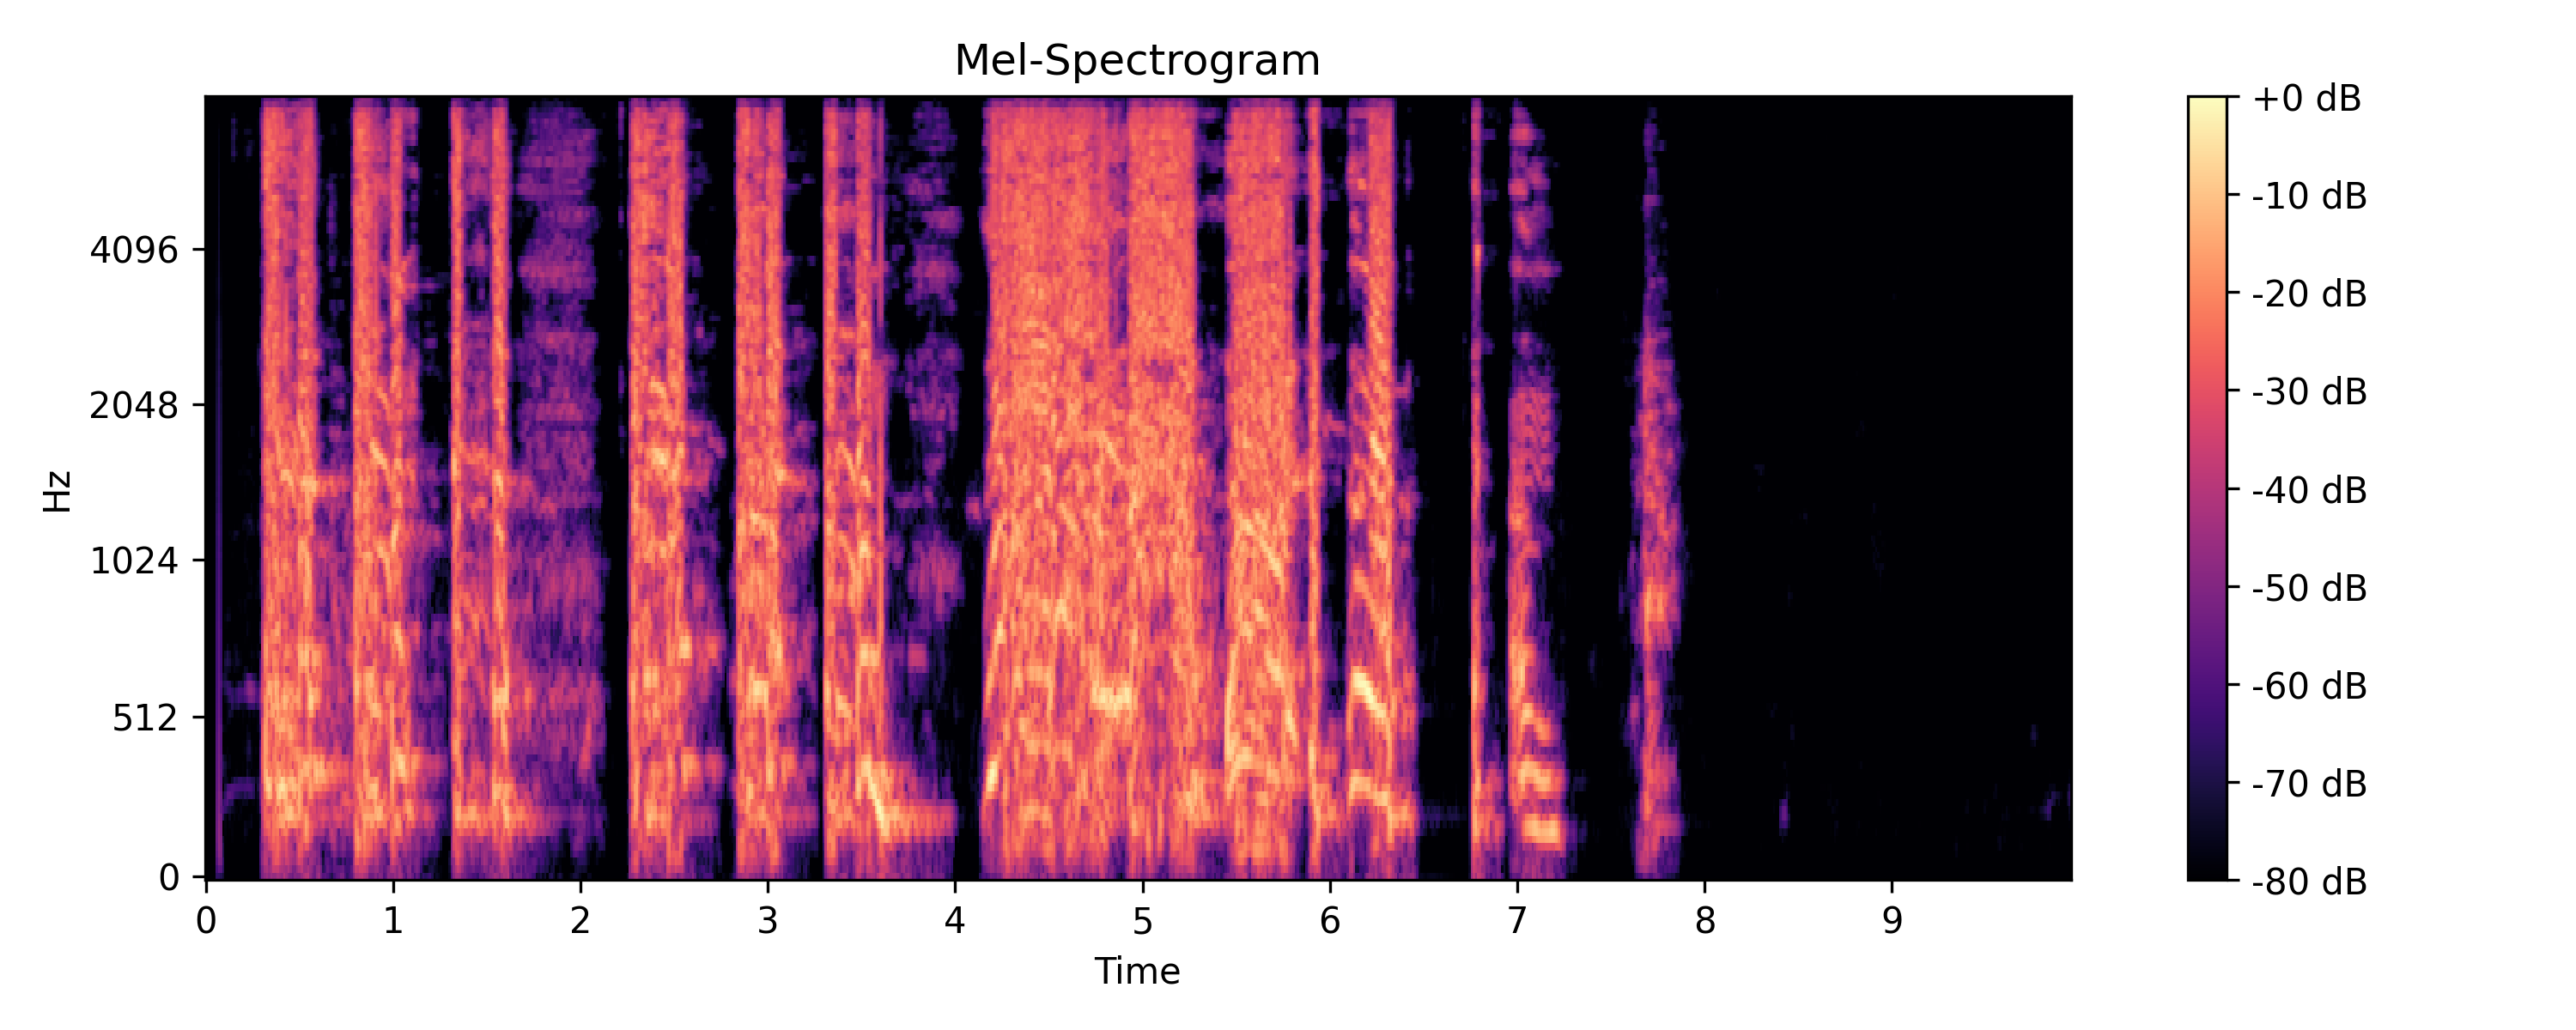 Mel-Spectrogram
+0 dB
-10 dB
-20 dB
-30 dB
-40 dB
-50 dB
-60 dB
-70 dB
-80 dB
Hz
4096
2048
1024
512
0
0 1 2 3 4 5 6 7 8 9
Time